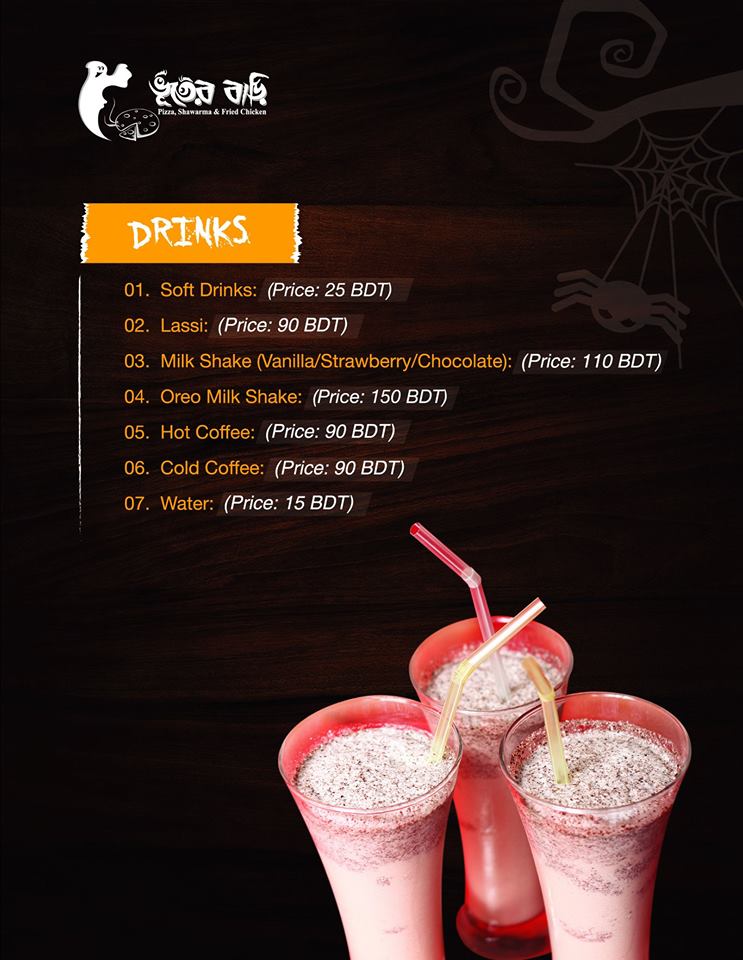 ভূতের বাড়ি
Pizza, Shawarma & Fried Chicken
DRINKS
01. Soft Drinks: (Price: 25 BDT)
02. Lassi: (Price: 90 BDT)
03. Milk Shake (Vanilla/Strawberry/Chocolate): (Price: 110 BDT)
04. Oreo Milk Shake: (Price: 150 BDT)
05. Hot Coffee: (Price: 90 BDT)
06. Cold Coffee: (Price: 90 BDT)
07. Water: (Price: 15 BDT)